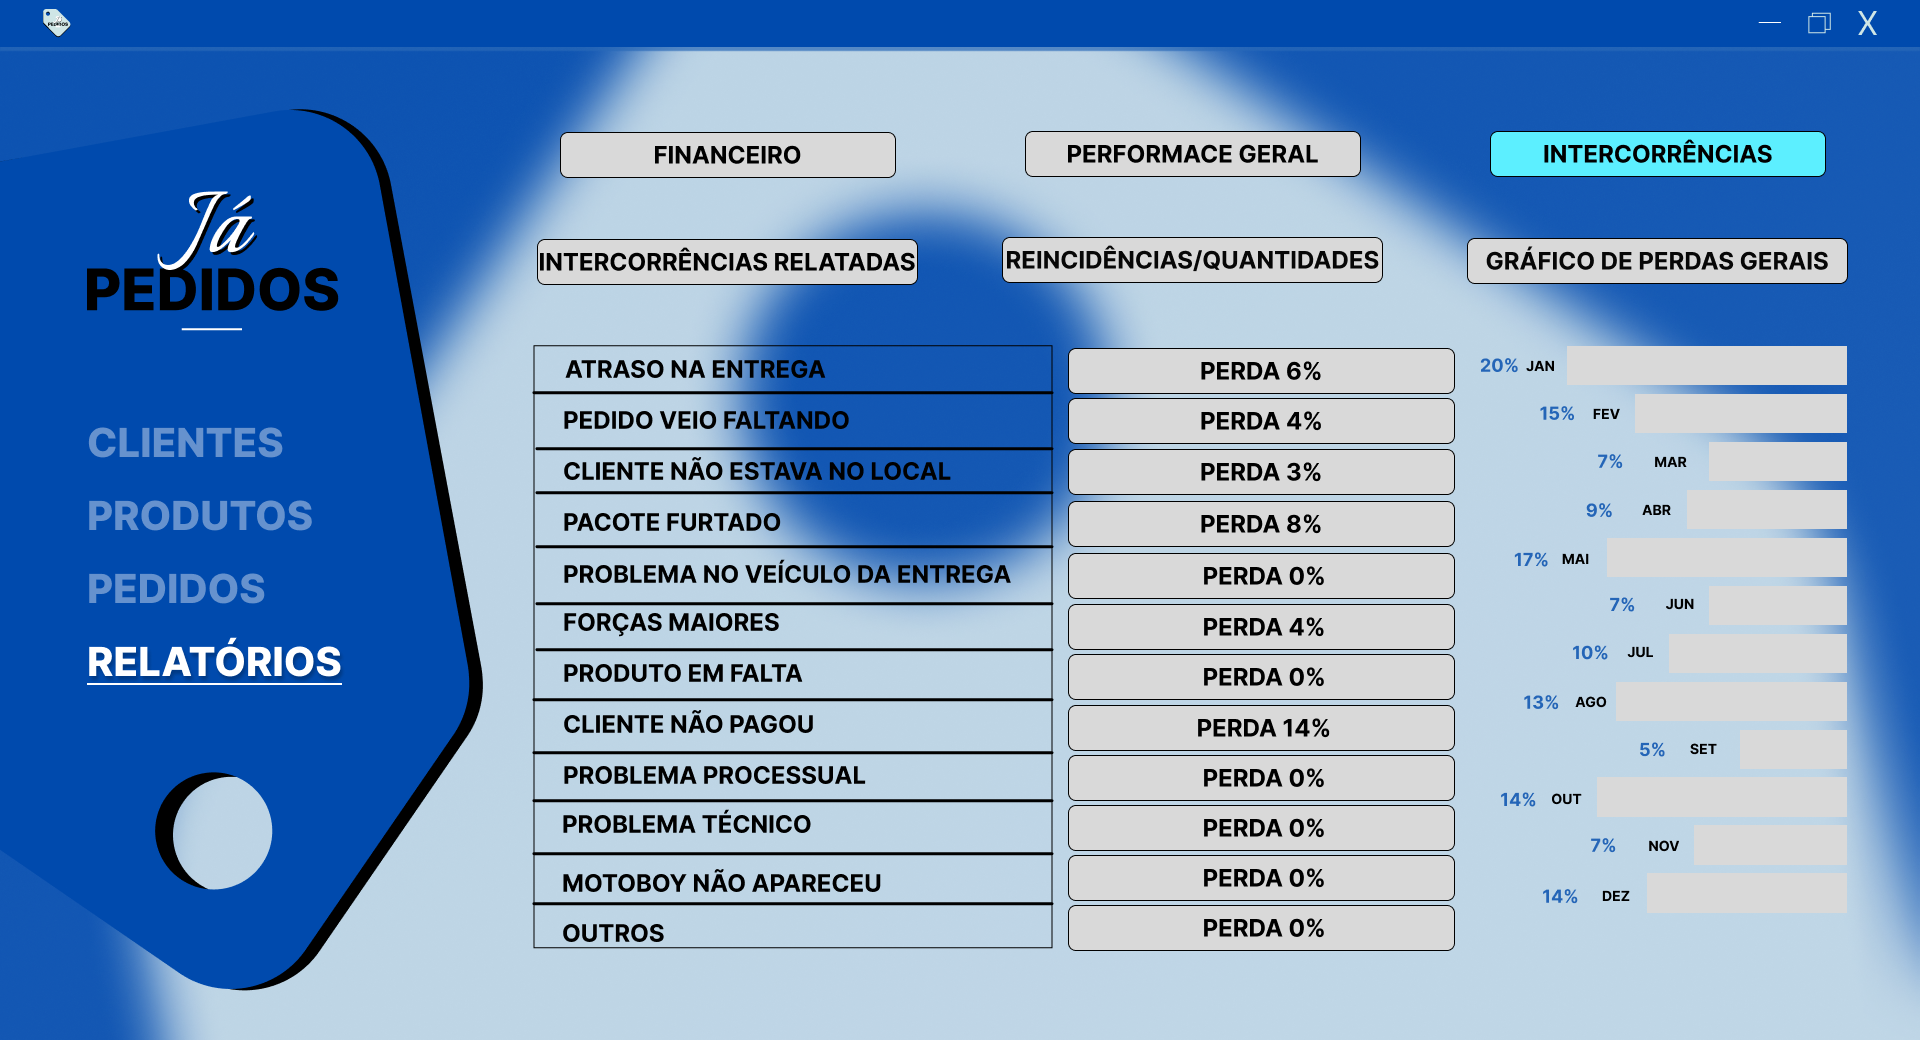 PEDIDOS
X
Já
PEDIDOS
CLIENTES
PRODUTOS
PEDIDOS
RELATÓRIOS
FINANCEIRO
PERFORMACE GERAL
INTERCORRÊNCIAS
INTERCORRÊNCIAS RELATADAS
REINCIDÊNCIAS/QUANTIDADES
GRÁFICO DE PERDAS GERAIS
ATRASO NA ENTREGA
PERDA 6%
PEDIDO VEIO FALTANDO
PERDA 4%
CLIENTE NÃO ESTAVA NO LOCAL
PERDA 3%
PACOTE FURTADO
PERDA 8%
PROBLEMA NO VEÍCULO DA ENTREGA
PERDA 0%
FORÇAS MAIORES
PERDA 4%
PRODUTO EM FALTA
PERDA 0%
CLIENTE NÃO PAGOU
PERDA 14%
PROBLEMA PROCESSUAL
PERDA 0%
PROBLEMA TÉCNICO
PERDA 0%
MOTOBOY NÃO APARECEU
PERDA 0%
OUTROS
PERDA 0%
20% JAN
15% FEV
7% MAR
9% ABR
17% MAI
7% JUN
10% JUL
13% AGO
5% SET
14% OUT
7% NOV
14% DEZ